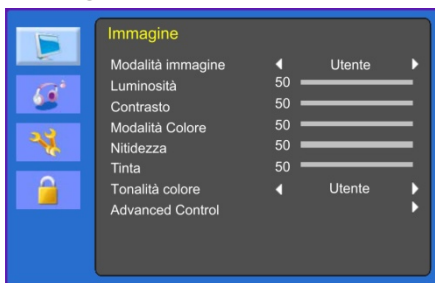 Immagine
Modalità immagine Utente
Luminosità 50
Contrasto 50
Modalità Colore 50
Nitidezza 50
Tinta 50
Tonalità colore Utente
Advanced Control